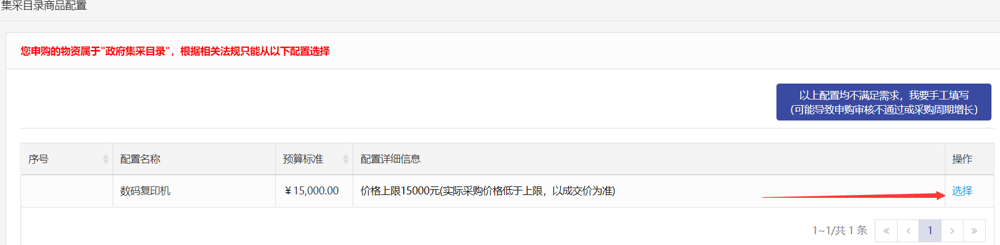 集采目录商品配置
您申购的物资属于"政府集采目录"，根据相关法规只能从以下配置选择
以上配置均不满足需求，我要手工填写
(可能导致申购审核不通过或采购周期增长)
序号 配置名称 预算标准 配置详细信息 操作
数码复印机 ¥15,000.00 价格上限15000元(实际采购价格低于上限，以成交价为准) 选择
1~1/共 1 条 « ‹ 1 › »